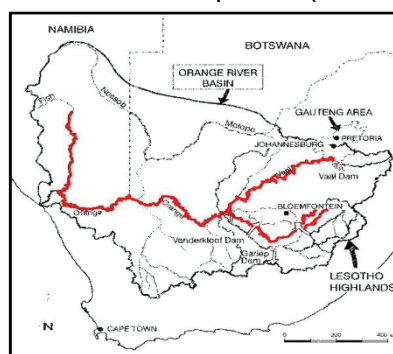 NAMIBIA
BOTSWANA
ORANGE RIVER
BASIN
GAUTENG AREA
PRETORIA
JOHANNESBURG
Fish
Nossob
Molopo
Vaal
Vaal Dam
Orange
Orange
BLOEMFONTEIN
Vanderkloof Dam
Gariep
Dam
LESOTHO
HIGHLANDS
N
CAPE TOWN
0
200